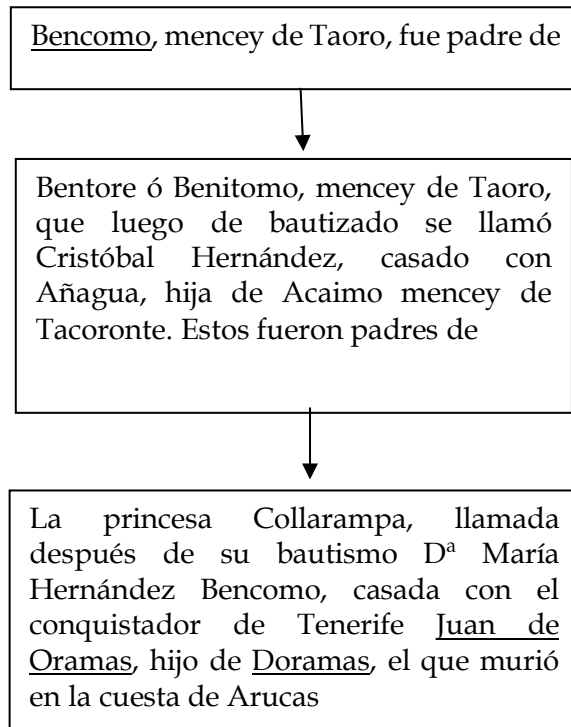 Bencomo, mencey de Taoro, fue padre de
Bentore ó Benitomo, mencey de Taoro,
que luego de bautizado se llamó
Cristóbal Hernández, casado con
Añagua, hija de Acaimo mencey de
Tacoronte. Estos fueron padres de
La princesa Collarampa, llamada
después de su bautismo Dª María
Hernández Bencomo, casada con el
conquistador de Tenerife Juan de
Oramas, hijo de Doramas, el que murió
en la cuesta de Arucas